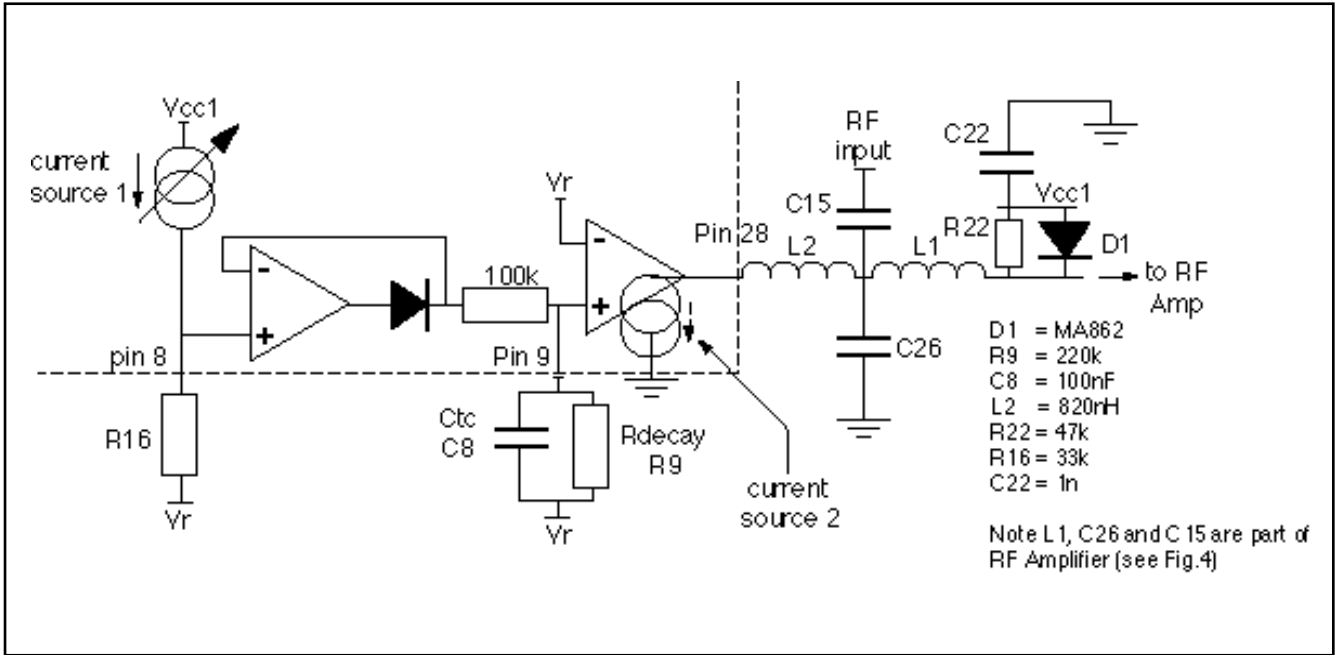 Vcc1
current
source 1
pin 8
R16
Vr
-
+
100k
Pin 9
Ctc
C8
Rdecay
R9
Vr
Vr
-
+
Pin 28
L2
RF
input
C15
C26
L1
C22
Vcc1
R22
D1
to RF
Amp
current
source 2
D1 = MA862
R9 = 220k
C8 = 100nF
L2 = 820nH
R22 = 47k
R16 = 33k
C22 = 1n
Note L1, C26 and C15 are part of
RF Amplifier (see Fig.4)